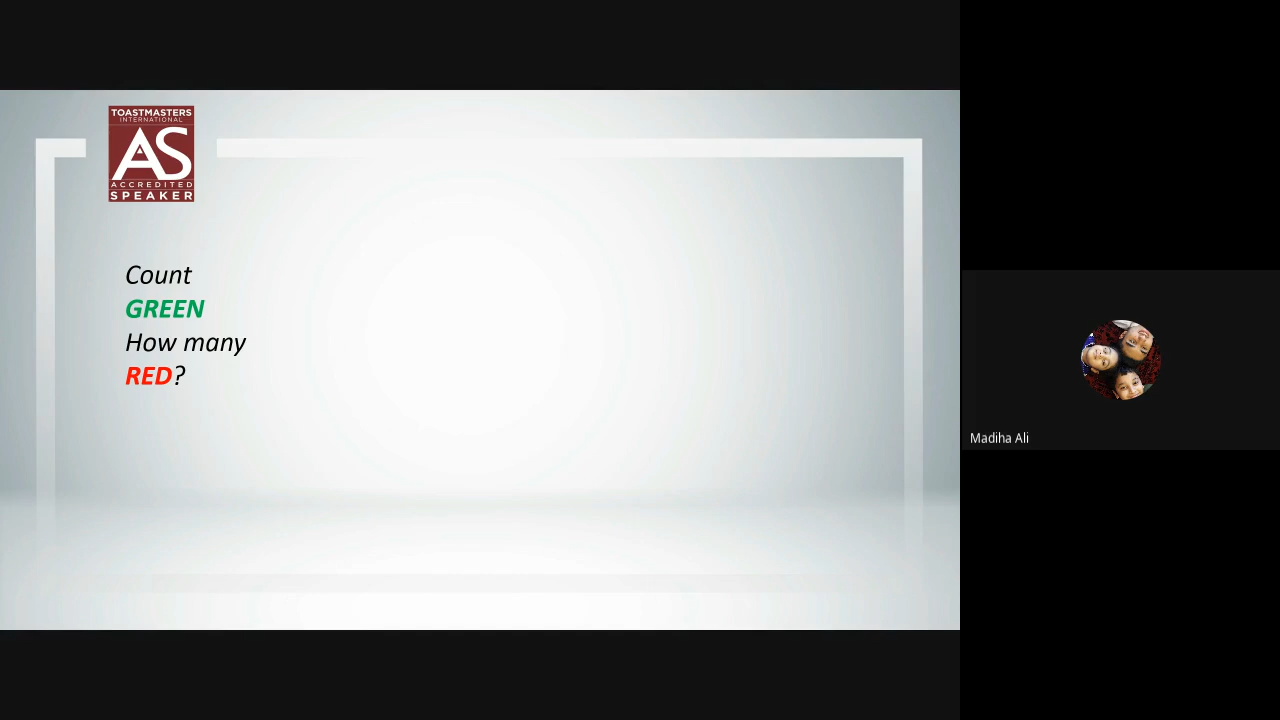 TOASTMASTERS
INTERNATIONAL
AS
ACCREDITED
SPEAKER
Count
GREEN
How many
RED?
Madiha Ali